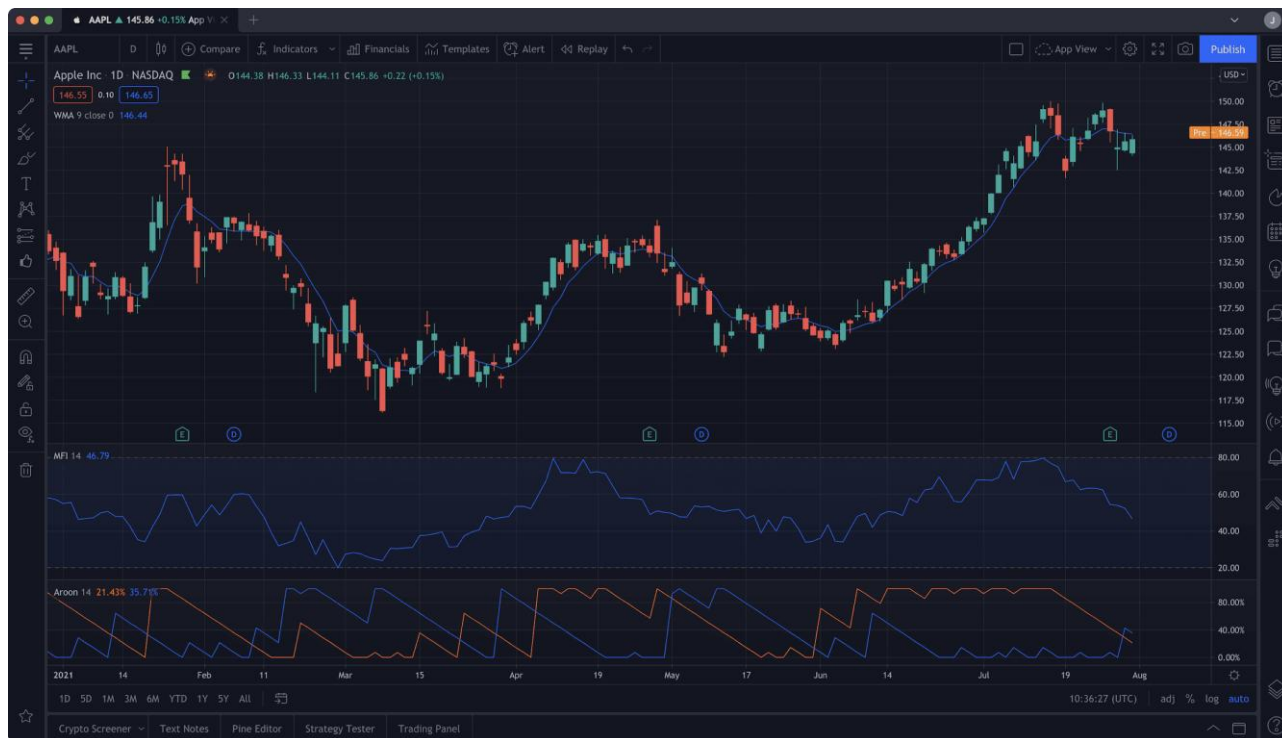 AAPL ▲ 145.86 +0.15% App V
J
AAPL D Compare Indicators Financials Templates Alert Replay App View Publish
Apple Inc 1D NASDAQ O144.38 H146.33 L144.11 C145.86 +0.22 (+0.15%)
USD
146.55 0.10 146.65
WMA 9 close 0 146.44
150.00
147.50
Pre 146.59
145.00
142.50
140.00
137.50
135.00
132.50
130.00
127.50
125.00
122.50
120.00
117.50
115.00
E D E D E D
MFI 14 46.79
80.00
60.00
40.00
20.00
Aroon 14 21.43% 35.71%
80.00%
40.00%
0.00%
2021 14 Feb 11 Mar 15 Apr 19 May 17 Jun 14 Jul 19 Aug
1D 5D 1M 3M 6M YTD 1Y 5Y All 10:36:27 (UTC) adj % log auto
Crypto Screener Text Notes Pine Editor Strategy Tester Trading Panel